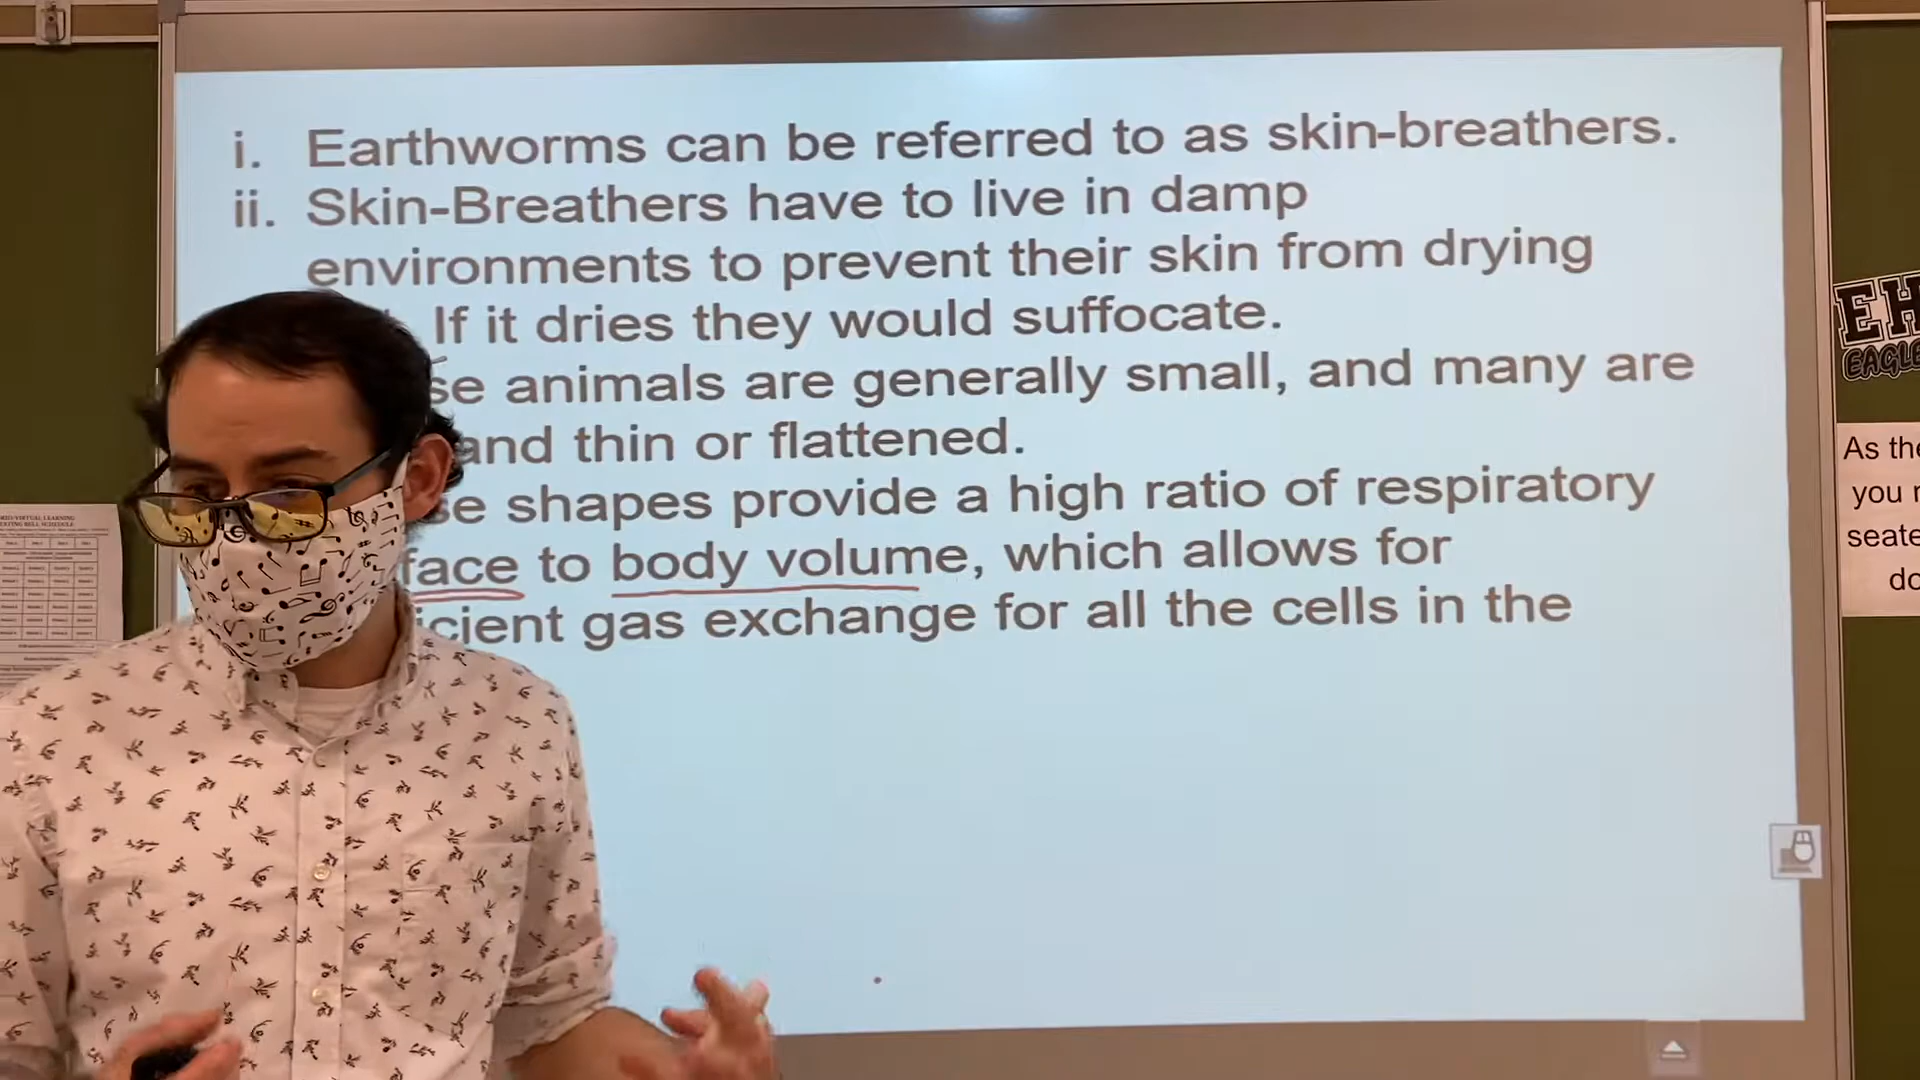 i. Earthworms can be referred to as skin-breathers.
ii. Skin-Breathers have to live in damp
environments to prevent their skin from drying
If it dries they would suffocate.
se animals are generally small, and many are
and thin or flattened.
se shapes provide a high ratio of respiratory
face to body volume, which allows for
icient gas exchange for all the cells in the
EH
EAGLE
As the
you
seate
do